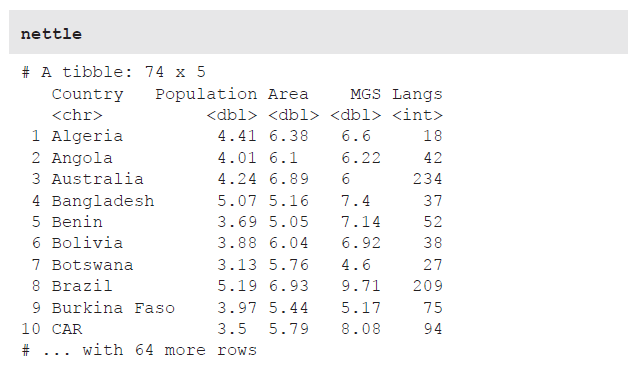 nettle
# A tibble: 74 x 5
   Country   Population Area    MGS Langs
   <chr>          <dbl> <dbl> <dbl> <int>
 1 Algeria         4.41 6.38   6.6     18
 2 Angola          4.01 6.1    6.22    42
 3 Australia       4.24 6.89   6      234
 4 Bangladesh      5.07 5.16   7.4     37
 5 Benin           3.69 5.05   7.14    52
 6 Bolivia         3.88 6.04   6.92    38
 7 Botswana        3.13 5.76   4.6     27
 8 Brazil          5.19 6.93   9.71   209
 9 Burkina Faso    3.97 5.44   5.17    75
10 CAR             3.5  5.79   8.08    94
# ... with 64 more rows